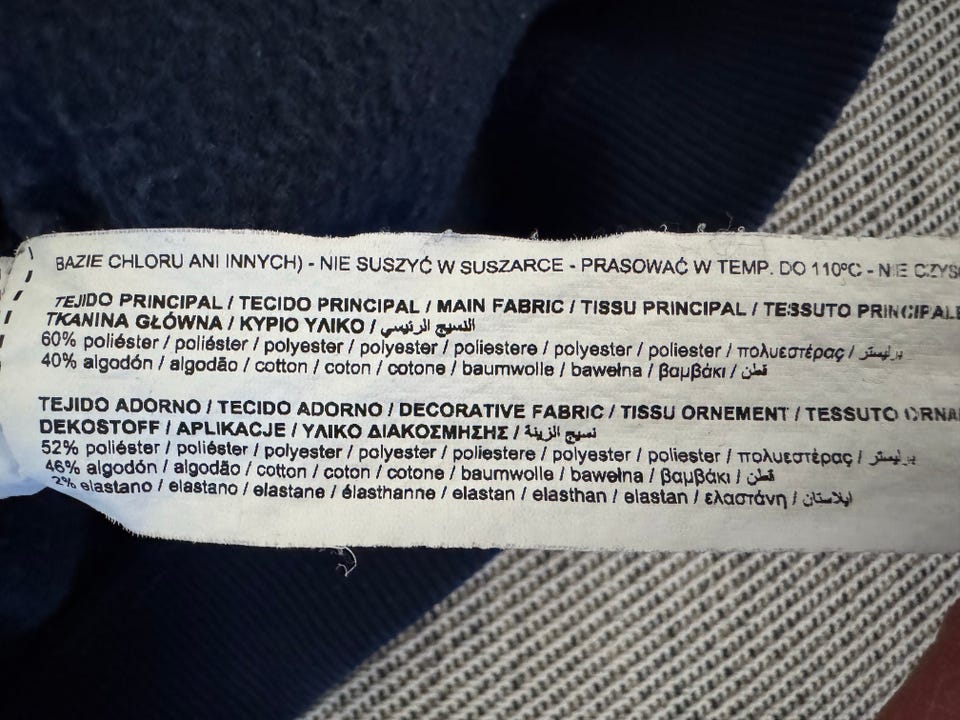 BAZIE CHLORU ANI INNYCH) - NIE SUSZYĆ W SUSZARCE - PRASOWAĆ W TEMP. DO 110ºC - NIE
TEJIDO PRINCIPAL / TECIDO PRINCIPAL / MAIN FABRIC / TISSU PRINCIPAL / TESSUTO PRINCIPALE
TKANINA GŁÓWNA / ΚΥΡΙΟ ΥΛΙΚΟ / النسيج الرئيسي
60% poliéster / poliéster / polyester / polyester / poliestere / polyester / poliester / πολυεστέρας / بوليستر
40% algodón / algodão / cotton / coton / cotone / baumwolle / bawełna / βαμβάκι / قطن
TEJIDO ADORNO / TECIDO ADORNO / DECORATIVE FABRIC / TISSU ORNEMENT / TESSUTO
DEKOSTOFF / APLIKACJE / ΥΛΙΚΟ ΔΙΑΚΟΣΜΗΣΗΣ / نسيج الزينة
52% poliéster / poliéster / polyester / polyester / poliestere / polyester / poliester / πολυεστέρας / بوليستر
46% algodón / algodão / cotton / coton / cotone / baumwolle / bawełna / βαμβάκι / قطن
2% elastano / elastano / elastane / élasthanne / elastan / elasthan / elastan / ελαστάνη / ايلاستان